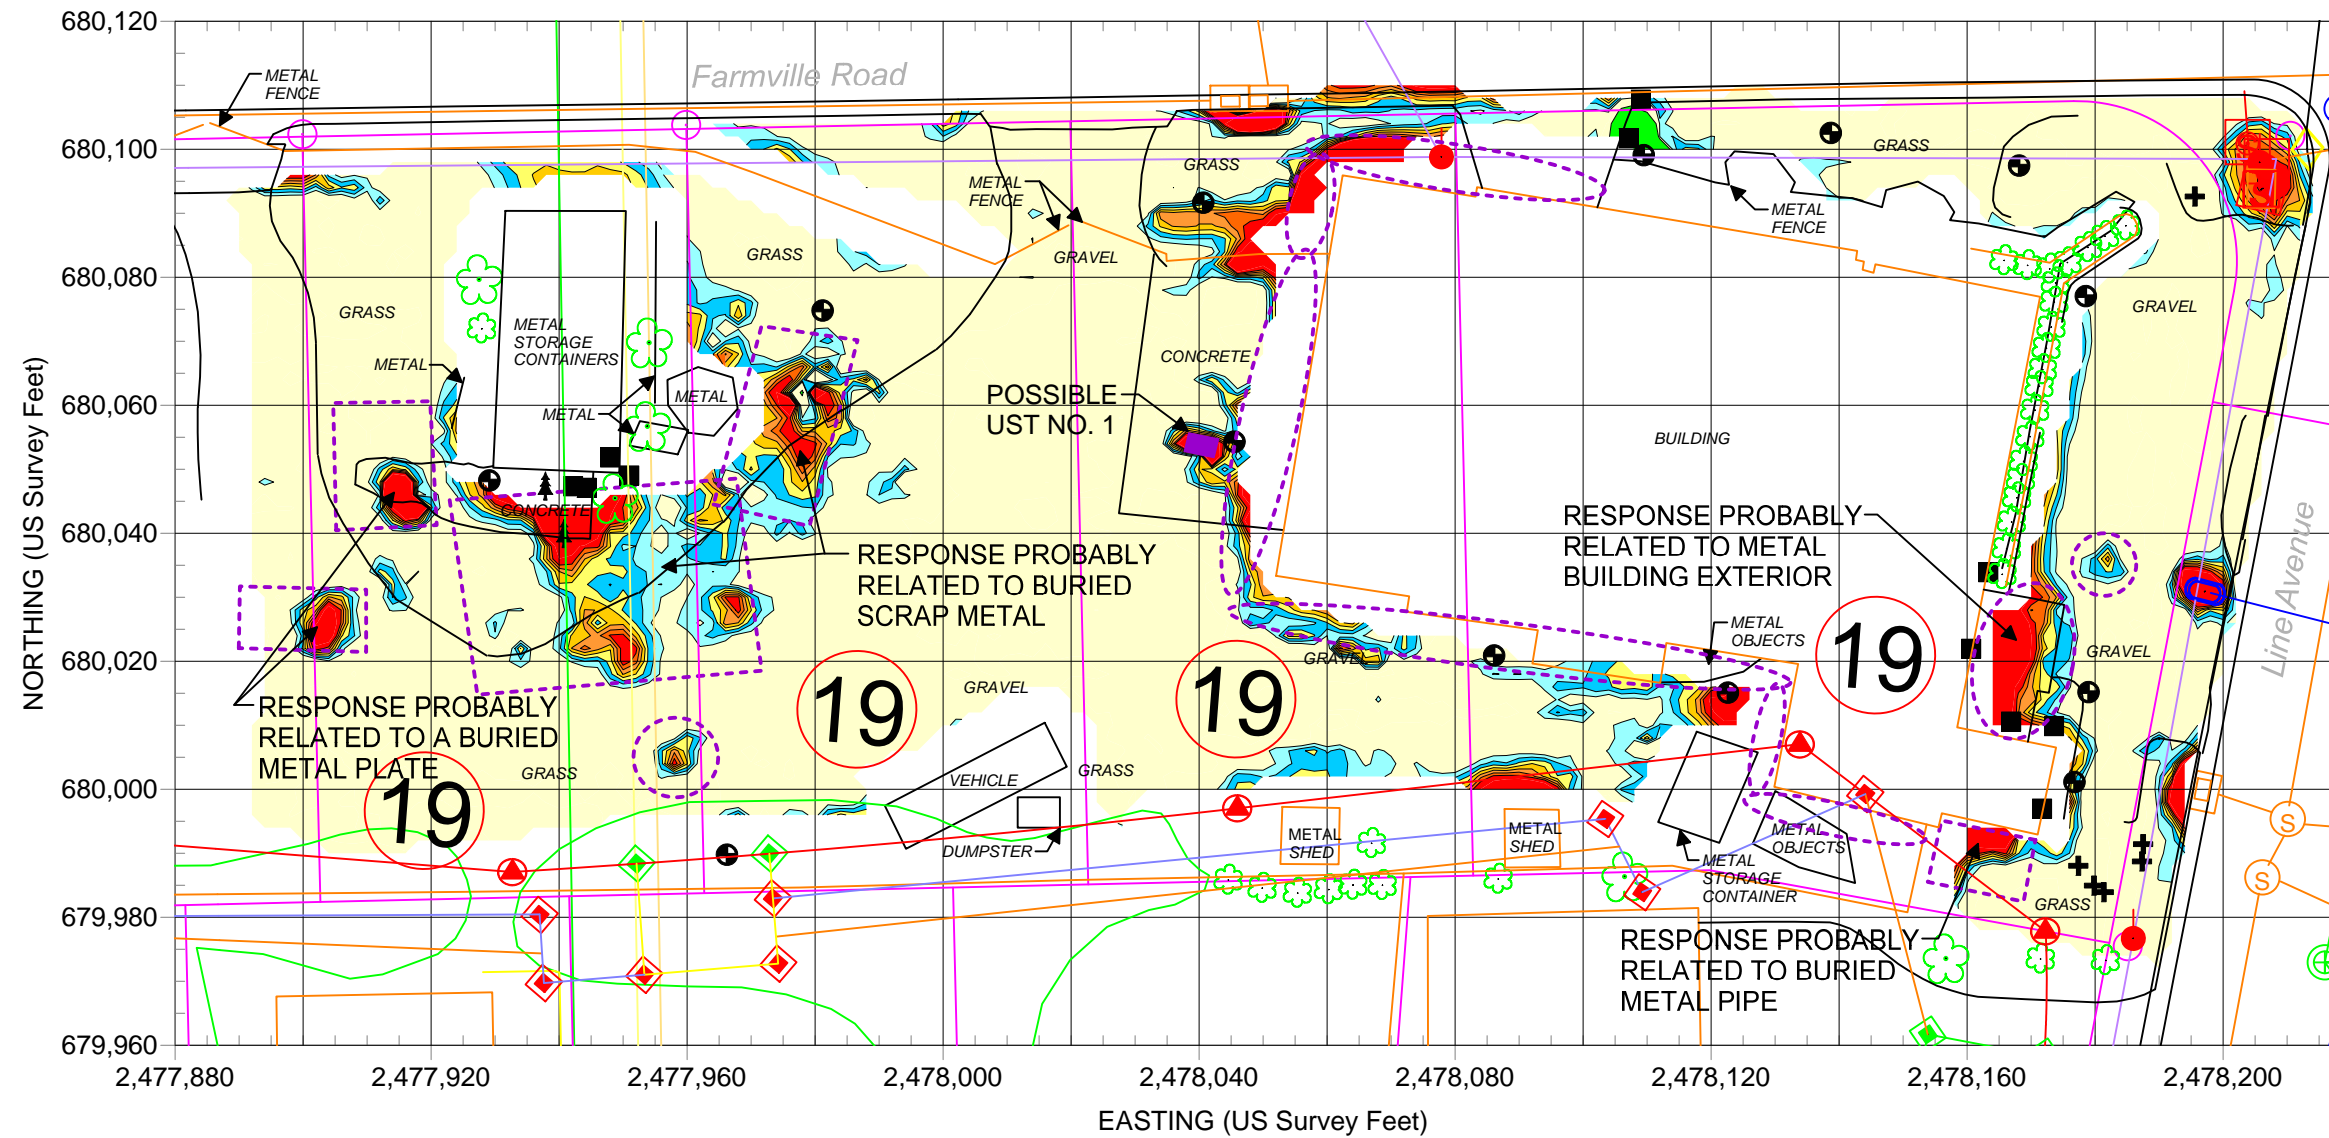 680,120
680,100
680,080
680,060
680,040
680,020
680,000
679,980
679,960
NORTHING (US Survey Feet)
2,477,880
2,477,920
2,477,960
2,478,000
2,478,040
2,478,080
2,478,120
2,478,160
2,478,200
EASTING (US Survey Feet)
Farmville Road
Line Avenue
METAL
FENCE
GRASS
METAL
STORAGE
CONTAINERS
METAL
METAL
METAL
GRASS
METAL
FENCE
GRAVEL
GRASS
CONCRETE
POSSIBLE
UST NO. 1
METAL
FENCE
GRASS
GRAVEL
BUILDING
CONCRETE
RESPONSE PROBABLY
RELATED TO BURIED
SCRAP METAL
RESPONSE PROBABLY
RELATED TO METAL
BUILDING EXTERIOR
METAL
OBJECTS
GRAVEL
GRAVEL
GRAVEL
RESPONSE PROBABLY
RELATED TO A BURIED
METAL PLATE
GRASS
19
19
19
19
VEHICLE
GRASS
DUMPSTER
METAL
SHED
METAL
SHED
METAL
OBJECTS
METAL
STORAGE
CONTAINER
GRASS
RESPONSE PROBABLY
RELATED TO BURIED
METAL PIPE
S
S